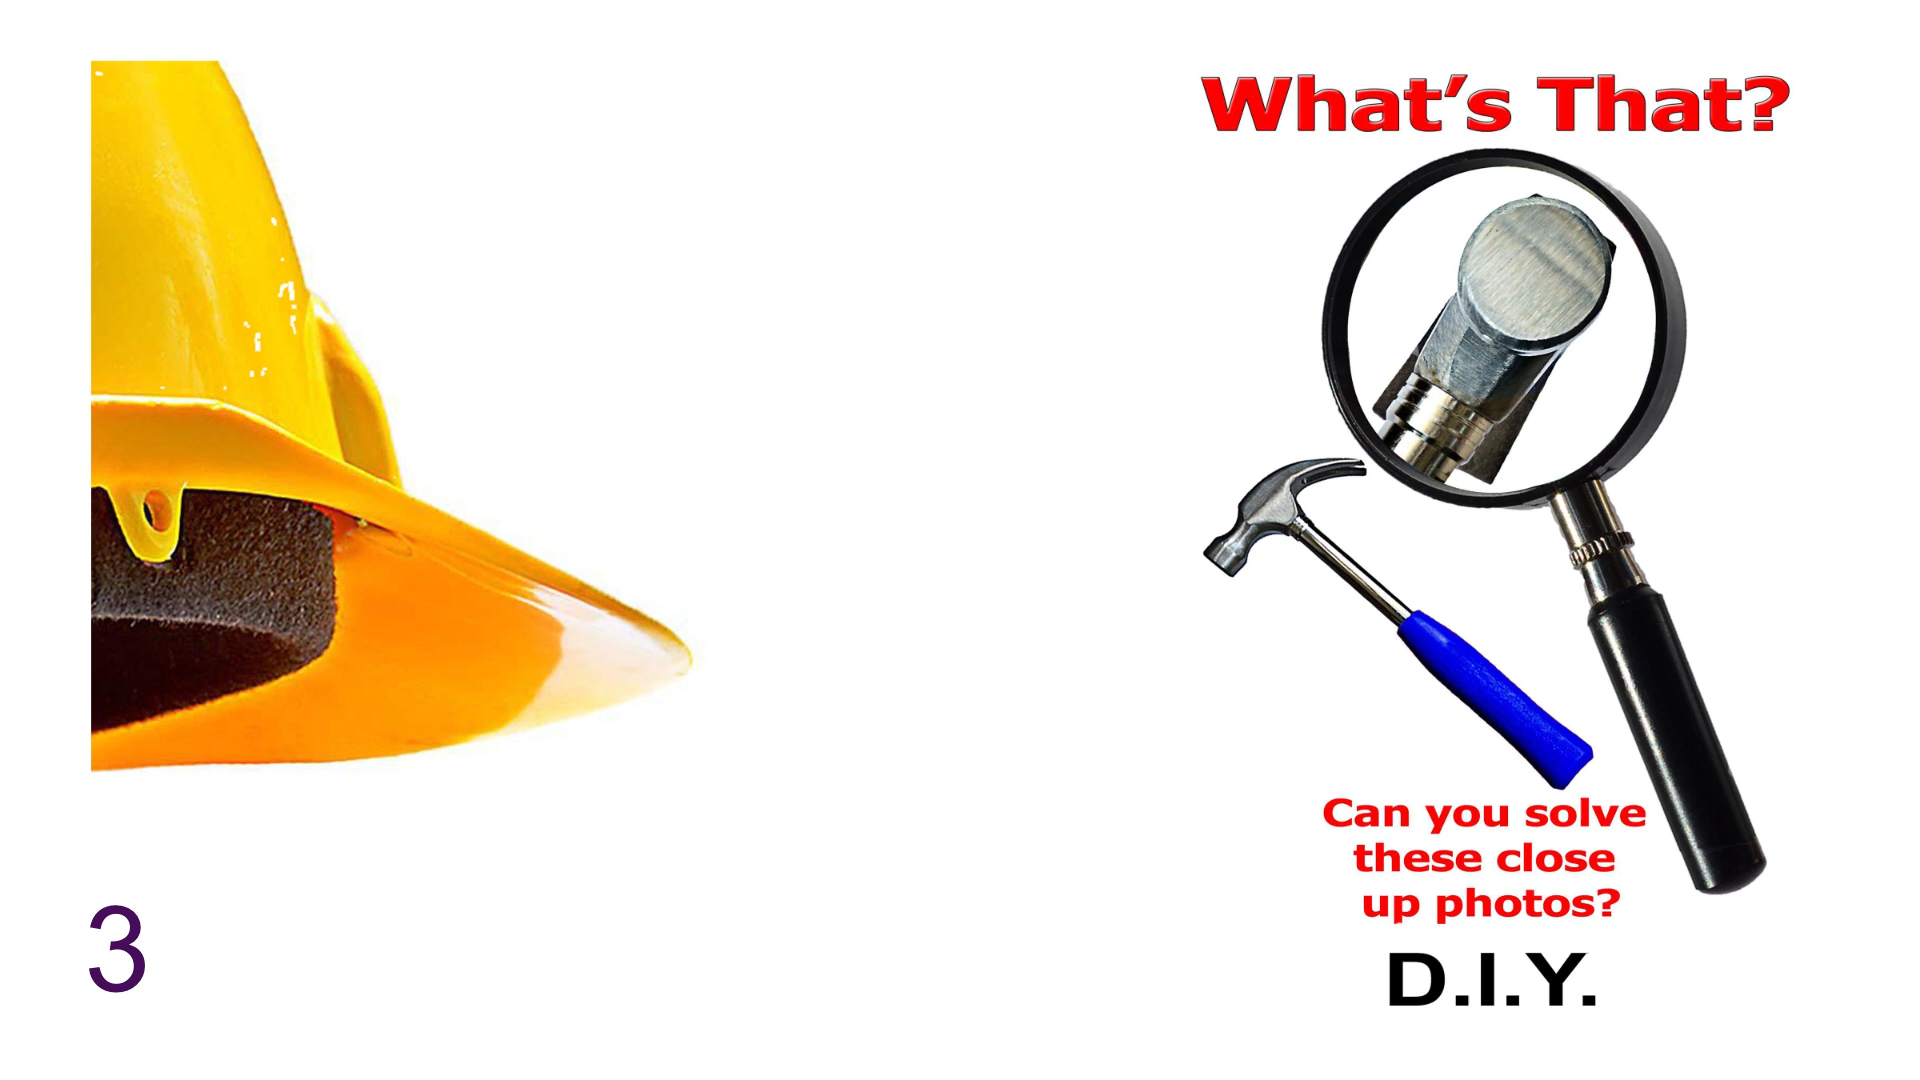 What's That?
Can you solve
these close
up photos?
3
D.I.Y.